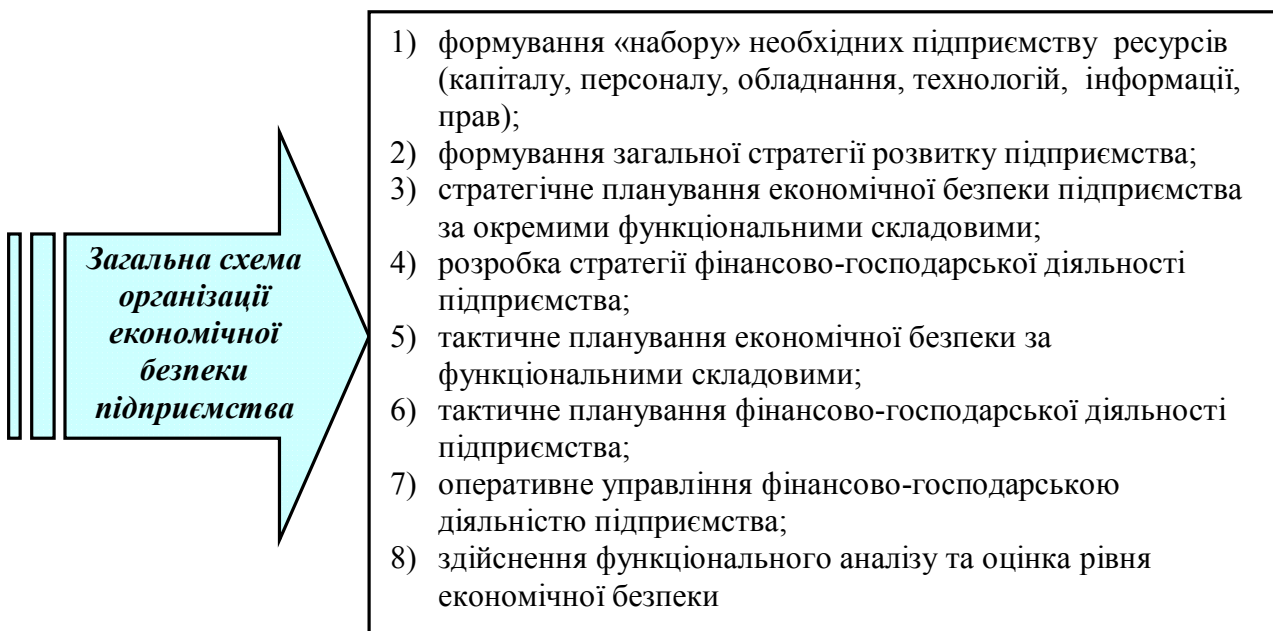 Загальна схема
організації
економічної
безпеки
підприємства
1) формування «набору» необхідних підприємству ресурсів
(капіталу, персоналу, обладнання, технологій, інформації,
прав);
2) формування загальної стратегії розвитку підприємства;
3) стратегічне планування економічної безпеки підприємства
за окремими функціональними складовими;
4) розробка стратегії фінансово-господарської діяльності
підприємства;
5) тактичне планування економічної безпеки за
функціональними складовими;
6) тактичне планування фінансово-господарської діяльності
підприємства;
7) оперативне управління фінансово-господарською
діяльністю підприємства;
8) здійснення функціонального аналізу та оцінка рівня
економічної безпеки